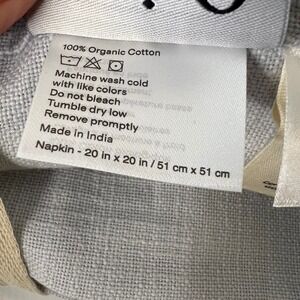 100% Organic Cotton
Machine wash cold
with like colors
Do not bleach
Tumble dry low
Remove promptly
Made in India
Napkin - 20 in x 20 in / 51 cm x 51 cm